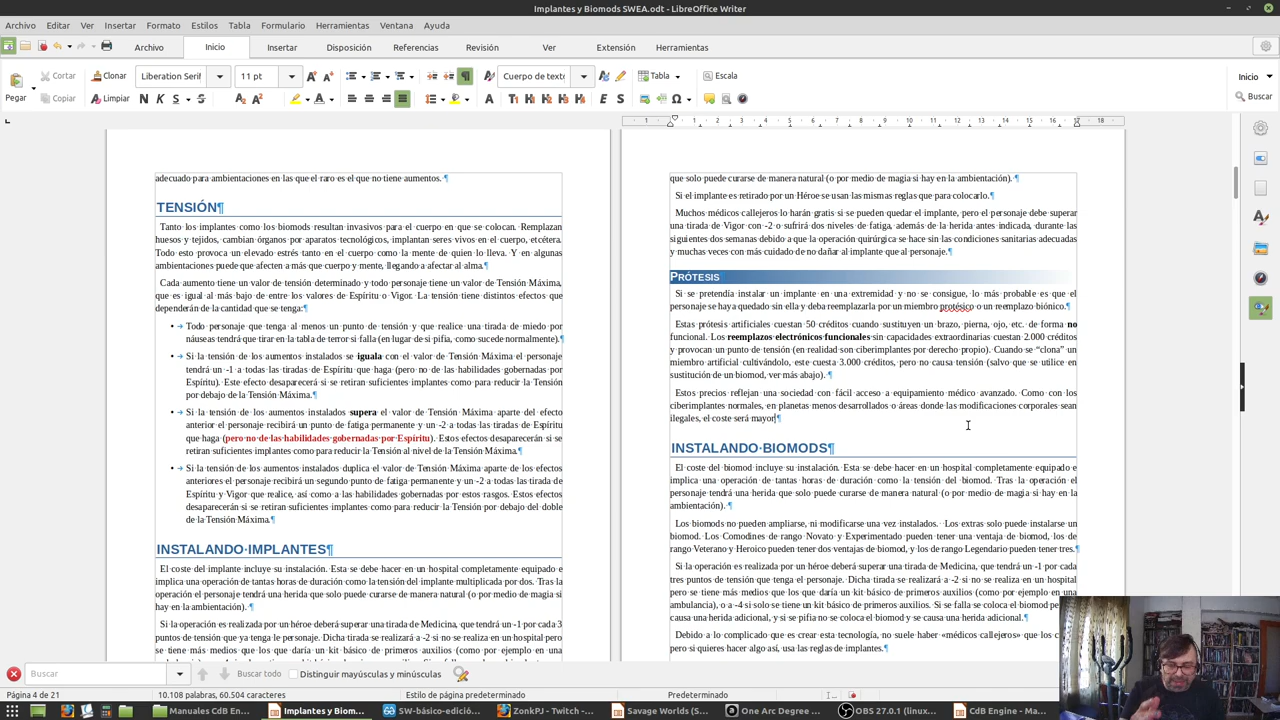 Implantes y Biomods SWEA.odt - LibreOffice Writer
Archivo Editar Ver Insertar Formato Estilos Tabla Formulario Herramientas Ventana Ayuda
Archivo Inicio Insertar Disposición Referencias Revisión Ver Extensión Herramientas
Pegar Cortar Clonar Liberation Serif 11 pt Cuerpo de texto Tabla Escala Inicio
Copiar Limpiar Buscar
adecuado para ambientaciones en las que el raro es el que no tiene aumentos. ¶
TENSIÓN¶
Tanto los implantes como los biomods resultan invasivos para el cuerpo en que se colocan. Remplazan
huesos y tejidos, cambian órganos por aparatos tecnológicos, implantan seres vivos en el cuerpo, etcétera.
Todo esto provoca un elevado estrés tanto en el cuerpo como la mente de quien lo lleva. Y en algunas
ambientaciones puede que afecten a más que cuerpo y mente, llegando a afectar al alma.¶
Cada aumento tiene un valor de tensión determinado y todo personaje tiene un valor de Tensión Máxima,
que es igual al más bajo de entre los valores de Espíritu o Vigor. La tensión tiene distintos efectos que
dependerán de la cantidad que se tenga:¶
• Todo personaje que tenga al menos un punto de tensión y que realice una tirada de miedo por
náuseas tendrá que tirar en la tabla de terror si falla (en lugar de si pifia, como sucede normalmente).¶
• Si la tensión de los aumentos instalados se iguala con el valor de Tensión Máxima el personaje
tendrá un -1 a todas las tiradas de Espíritu que haga (pero no de las habilidades gobernadas por
Espíritu). Este efecto desaparecerá si se retiran suficientes implantes como para reducir la Tensión
por debajo de la Tensión Máxima.¶
• Si la tensión de los aumentos instalados supera el valor de Tensión Máxima aparte del efecto
anterior el personaje recibirá un punto de fatiga permanente y un -2 a todas las tiradas de Espíritu
que haga (pero no de las habilidades gobernadas por Espíritu). Estos efectos desaparecerán si se
retiran suficientes implantes como para reducir la Tensión al nivel de la Tensión Máxima.¶
• Si la tensión de los aumentos instalados duplica el valor de Tensión Máxima aparte de los efectos
anteriores el personaje recibirá un segundo punto de fatiga permanente y un -2 a todas las tirada de
Espíritu y Vigor que realice, así como a las habilidades gobernadas por estos rasgos. Estos efectos
desaparecerán si se retiran suficientes implantes como para reducir la Tensión por debajo del doble
de la Tensión Máxima.¶
INSTALANDO IMPLANTES¶
El coste del implante incluye su instalación. Esta se debe hacer en un hospital completamente equipado e
implica una operación de tantas horas de duración como la tensión del implante multiplicada por dos. Tras la
operación el personaje tendrá una herida que solo puede curarse de manera natural (o por medio de magia si
hay en la ambientación). ¶
Si la operación es realizada por un héroe deberá superar una tirada de Medicina, que tendrá un -1 por cada 3
puntos de tensión que ya tenga le personaje. Dicha tirada se realizará a -2 si no se realiza en un hospital pero
se tiene más medios que los que daría un kit básico de primeros auxilios (como por ejemplo en una
que solo puede curarse de manera natural (o por medio de magia si hay en la ambientación). ¶
Si el implante es retirado por un Héroe se usan las mismas reglas que para colocarlo.¶
Muchos médicos callejeros lo harán gratis si se pueden quedar el implante, pero el personaje debe superar
una tirada de Vigor con -2 o sufrirá dos niveles de fatiga, además de la herida antes indicada, durante las
siguientes dos semanas debido a que la operación quirúrgica se hace sin las condiciones sanitarias adecuadas
y muchas veces con más cuidado de no dañar al implante que al personaje.¶
PRÓTESIS
Si se pretendía instalar un implante en una extremidad y no se consigue, lo más probable es que el
personaje se haya quedado sin ella y deba reemplazarla por un miembro protésico o un reemplazo biónico.¶
Estas prótesis artificiales cuestan 50 créditos cuando sustituyen un brazo, pierna, ojo, etc. de forma no
funcional. Los reemplazos electrónicos funcionales sin capacidades extraordinarias cuestan 2.000 créditos
y provocan un punto de tensión (en realidad son ciberimplantes por derecho propio). Cuando se “clona” un
miembro artificial cultivándolo, este cuesta 3.000 créditos, pero no causa tensión (salvo que se utilice en
sustitución de un biomod, ver más abajo). ¶
Estos precios reflejan una sociedad con fácil acceso a equipamiento médico avanzado. Como con los
ciberimplantes normales, en planetas menos desarrollados o áreas donde las modificaciones corporales sean
ilegales, el coste será mayor¶
INSTALANDO BIOMODS¶
El coste del biomod incluye su instalación. Esta se debe hacer en un hospital completamente equipado e
implica una operación de tantas horas de duración como la tensión del biomod. Tras la operación el
personaje tendrá una herida que solo puede curarse de manera natural (o por medio de magia si hay en la
ambientación). ¶
Los biomods no pueden ampliarse, ni modificarse una vez instalados. Los extras solo puede instalarse un
biomod. Los Comodines de rango Novato y Experimentado pueden tener una ventaja de biomod, los de
rango Veterano y Heroico pueden tener dos ventajas de biomod, y los de rango Legendario pueden tener tres.¶
Si la operación es realizada por un héroe deberá superar una tirada de Medicina, que tendrá un -1 por cada
tres puntos de tensión que tenga el personaje. Dicha tirada se realizará a -2 si no se realiza en un hospital pero
se tiene más medios que los que daría un kit básico de primeros auxilios (como por ejemplo en una
ambulancia), o a -4 si solo se tiene un kit básico de primeros auxilios. Si se falla se coloca el biomod
causa una herida adicional, y si se pifia no se coloca el biomod y se causa una herida adicional.¶
Debido a lo complicado que es crear esta tecnología, no suele haber «médicos callejeros» que los
pero si quieres hacer algo así, usa las reglas de implantes.¶
Buscar Buscar todo Distinguir mayúsculas y minúsculas
Página 4 de 21 10.108 palabras, 60.504 caracteres Estilo de página predeterminado Predeterminado
Manuales CdB En... Implantes y Biom... SW-básico-edició... ZonkPJ - Twitch -... Savage Worlds (S... One Arc Degree ... OBS 27.0.1 (linux... CdB Engine - Ma...